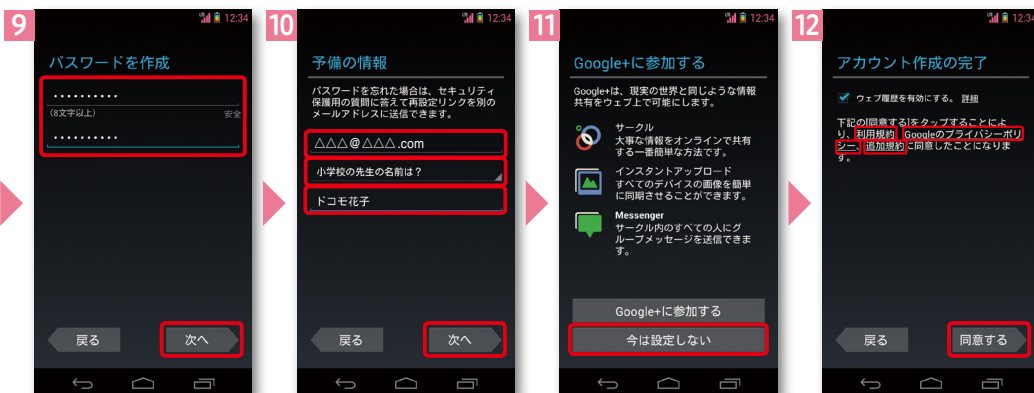 9
12:34
パスワードを作成
..........
(8文字以上)
安全
..........
戻る
次へ
10
12:34
予備の情報
パスワードを忘れた場合は、セキュリティ
保護用の質問に答えて再設定リンクを別の
メールアドレスに送信できます。
△△△@△△△.com
小学校の先生の名前は？
ドコモ花子
戻る
次へ
11
12:34
Google+に参加する
Google+は、現実の世界と同じような情報
共有をウェブ上で可能にします。
サークル
大事な情報をオンラインで共有
する一番簡単な方法です。
インスタントアップロード
すべてのデバイスの画像を簡単
に同期させることができます。
Messenger
サークル内のすべての人にグ
ループメッセージを送信できま
す。
Google+に参加する
今は設定しない
12
12:34
アカウント作成の完了
ウェブ履歴を有効にする。 詳細
下記の[同意する]をタップすることによ
り、利用規約、Googleのプライバシーポリ
シー、追加規約に同意したことになりま
す。
戻る
同意する